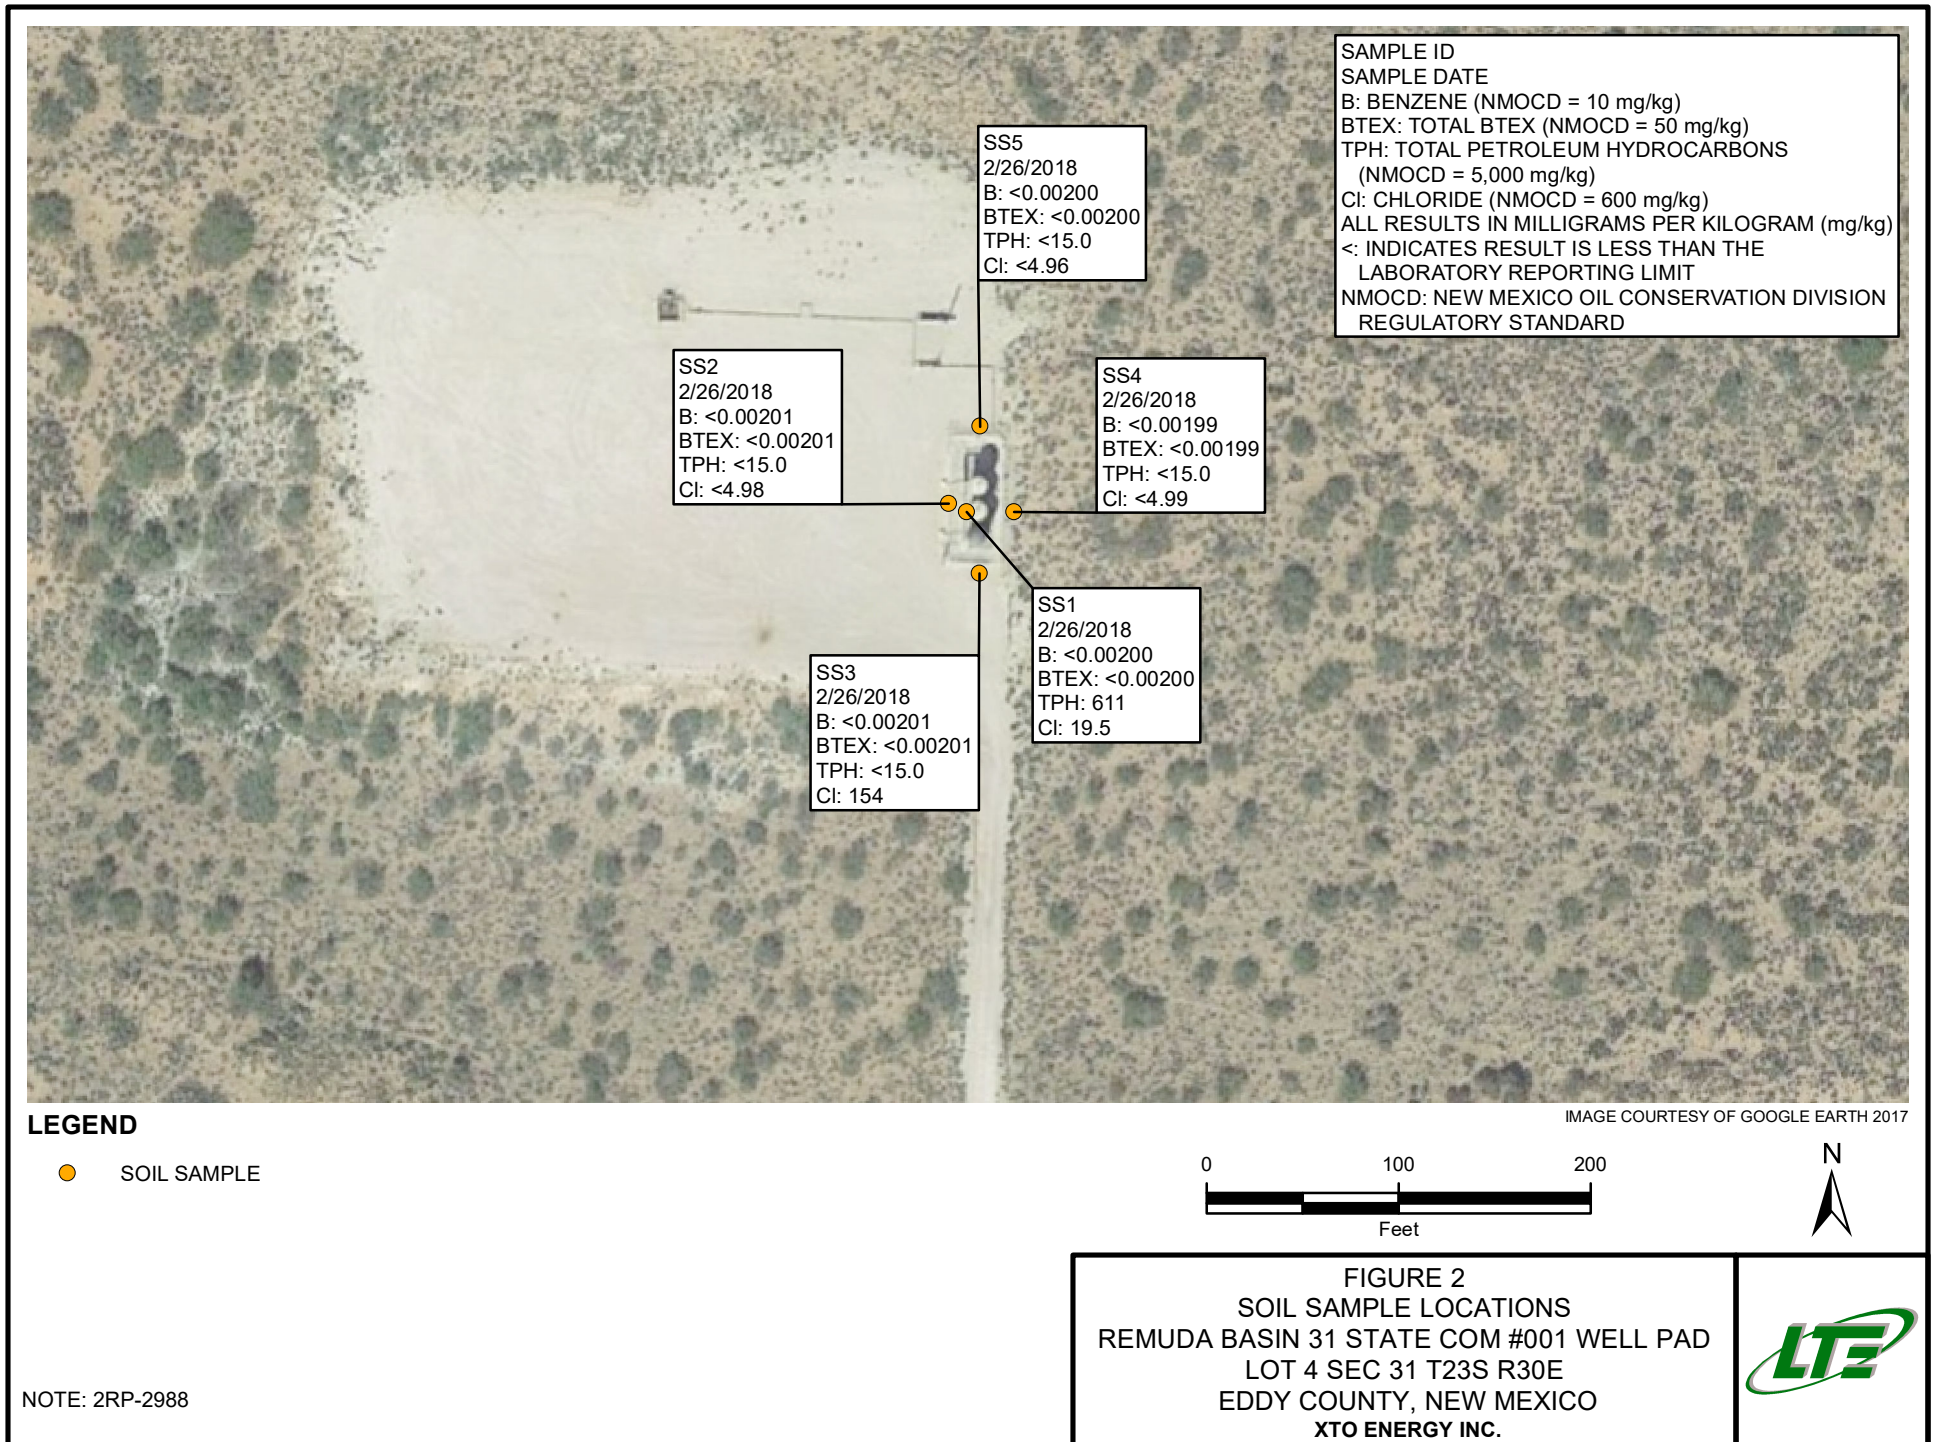 SAMPLE ID
SAMPLE DATE
B: BENZENE (NMOCD = 10 mg/kg)
BTEX: TOTAL BTEX (NMOCD = 50 mg/kg)
TPH: TOTAL PETROLEUM HYDROCARBONS
(NMOCD = 5,000 mg/kg)
Cl: CHLORIDE (NMOCD = 600 mg/kg)
ALL RESULTS IN MILLIGRAMS PER KILOGRAM (mg/kg)
<: INDICATES RESULT IS LESS THAN THE
LABORATORY REPORTING LIMIT
NMOCD: NEW MEXICO OIL CONSERVATION DIVISION
REGULATORY STANDARD
SS5
2/26/2018
B: <0.00200
BTEX: <0.00200
TPH: <15.0
Cl: <4.96
SS2
2/26/2018
B: <0.00201
BTEX: <0.00201
TPH: <15.0
Cl: <4.98
SS4
2/26/2018
B: <0.00199
BTEX: <0.00199
TPH: <15.0
Cl: <4.99
SS1
2/26/2018
B: <0.00200
BTEX: <0.00200
TPH: 611
Cl: 19.5
SS3
2/26/2018
B: <0.00201
BTEX: <0.00201
TPH: <15.0
Cl: 154
LEGEND
SOIL SAMPLE
IMAGE COURTESY OF GOOGLE EARTH 2017
0 100 200
Feet
N
NOTE: 2RP-2988
FIGURE 2
SOIL SAMPLE LOCATIONS
REMUDA BASIN 31 STATE COM #001 WELL PAD
LOT 4 SEC 31 T23S R30E
EDDY COUNTY, NEW MEXICO
XTO ENERGY INC.
LTE